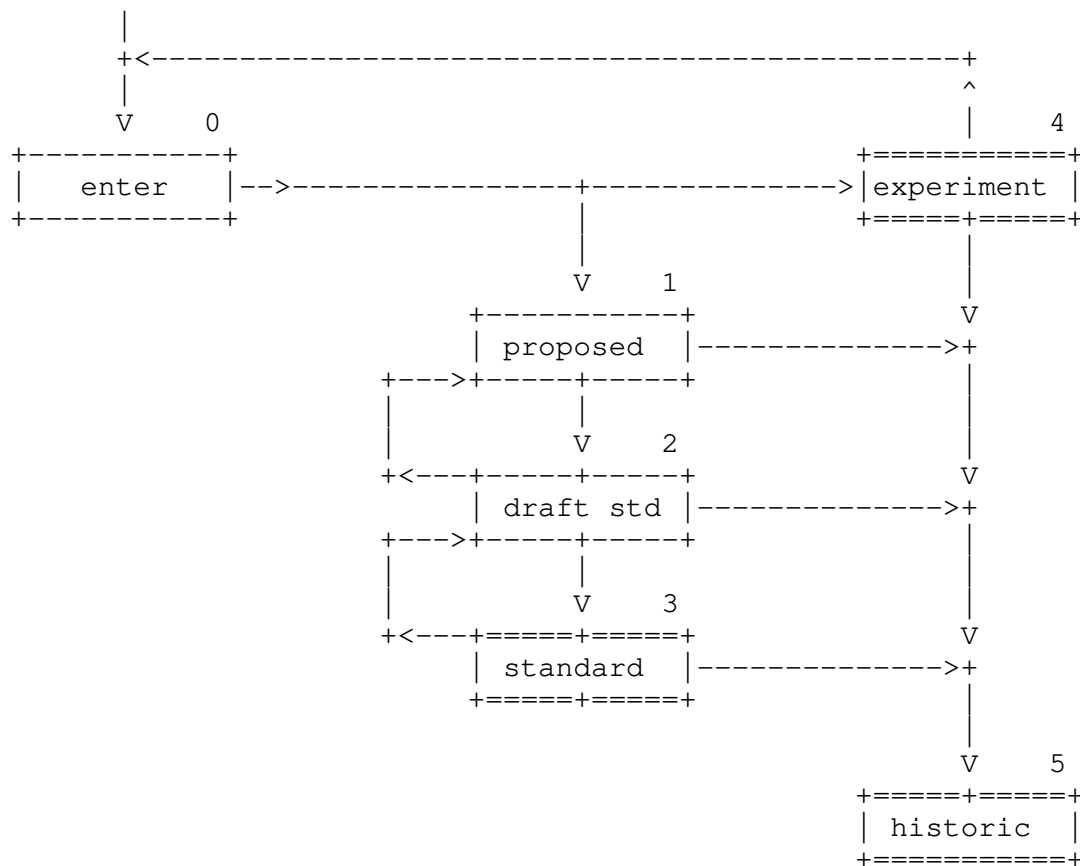 0
4
enter
experiment
1
proposed
2
draft std
3
standard
5
historic